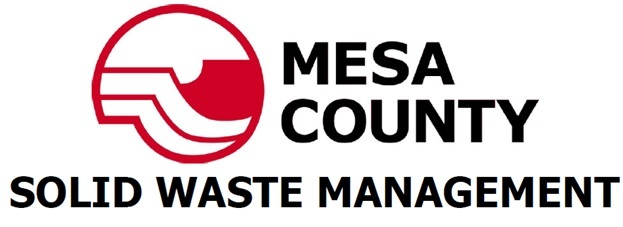 MESA
COUNTY
SOLID WASTE MANAGEMENT